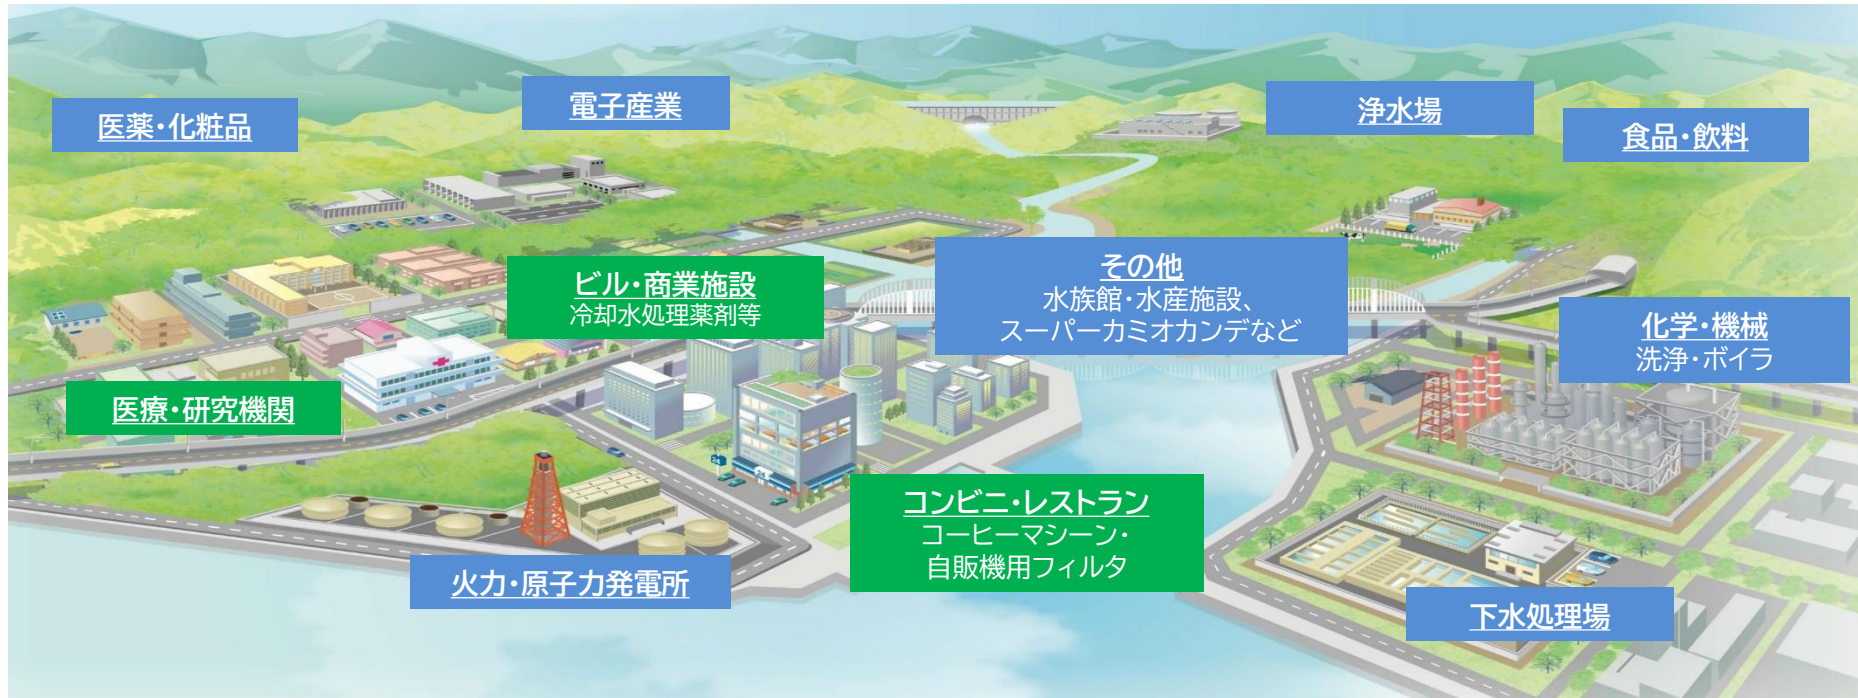 医薬・化粧品
電子産業
浄水場
食品・飲料
ビル・商業施設
冷却水処理薬剤等
その他
水族館・水産施設、
スーパーカミオカンデなど
化学・機械
洗浄・ボイラ
医療・研究機関
コンビニ・レストラン
コーヒーマシーン・
自販機用フィルタ
火力・原子力発電所
下水処理場